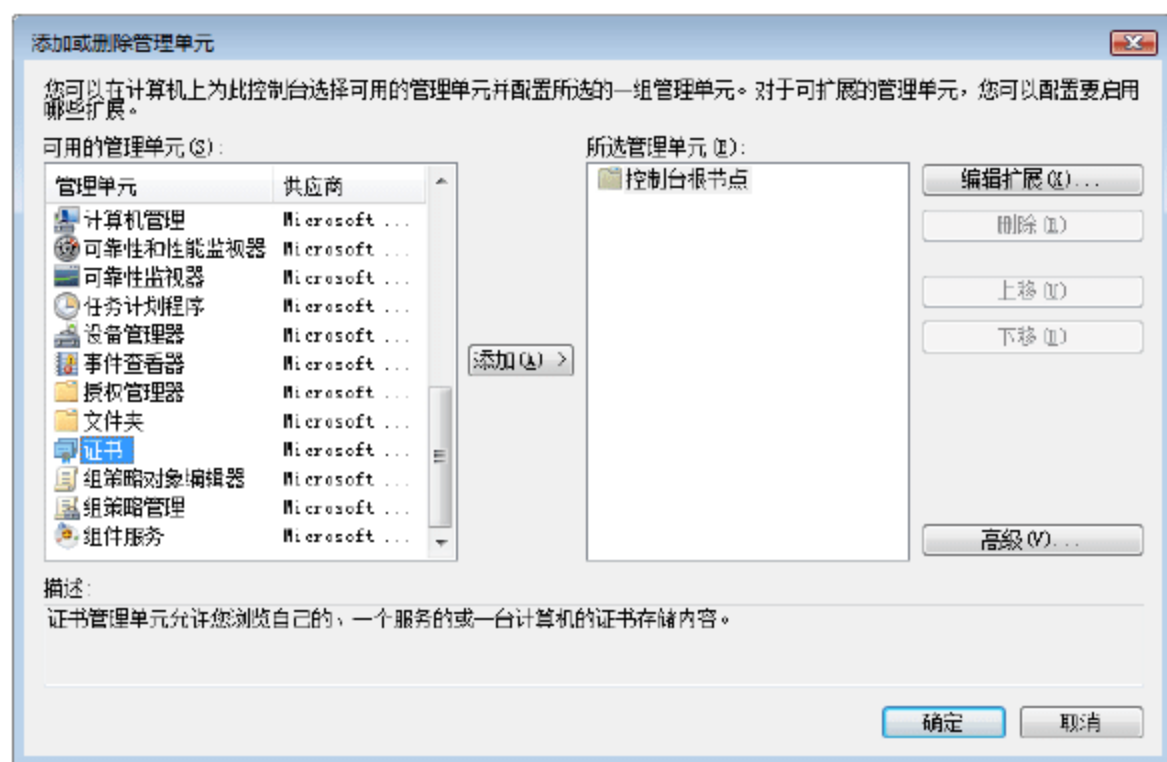 添加或删除管理单元
您可以在计算机上为此控制台选择可用的管理单元并配置所选的一组管理单元。对于可扩展的管理单元，您可以配置要启用
哪些扩展。
可用的管理单元(S):
所选管理单元(E):
管理单元 供应商
计算机管理 Microsoft ...
可靠性和性能监视器 Microsoft ...
可靠性监视器 Microsoft ...
任务计划程序 Microsoft ...
设备管理器 Microsoft ...
事件查看器 Microsoft ...
授权管理器 Microsoft ...
文件夹 Microsoft ...
证书 Microsoft ...
组策略对象编辑器 Microsoft ...
组策略管理 Microsoft ...
组件服务 Microsoft ...
添加(A) >
控制台根节点
编辑扩展(X)...
删除(R)
上移(U)
下移(D)
高级(V)...
描述:
证书管理单元允许您浏览自己的、一个服务的或一台计算机的证书存储内容。
确定
取消